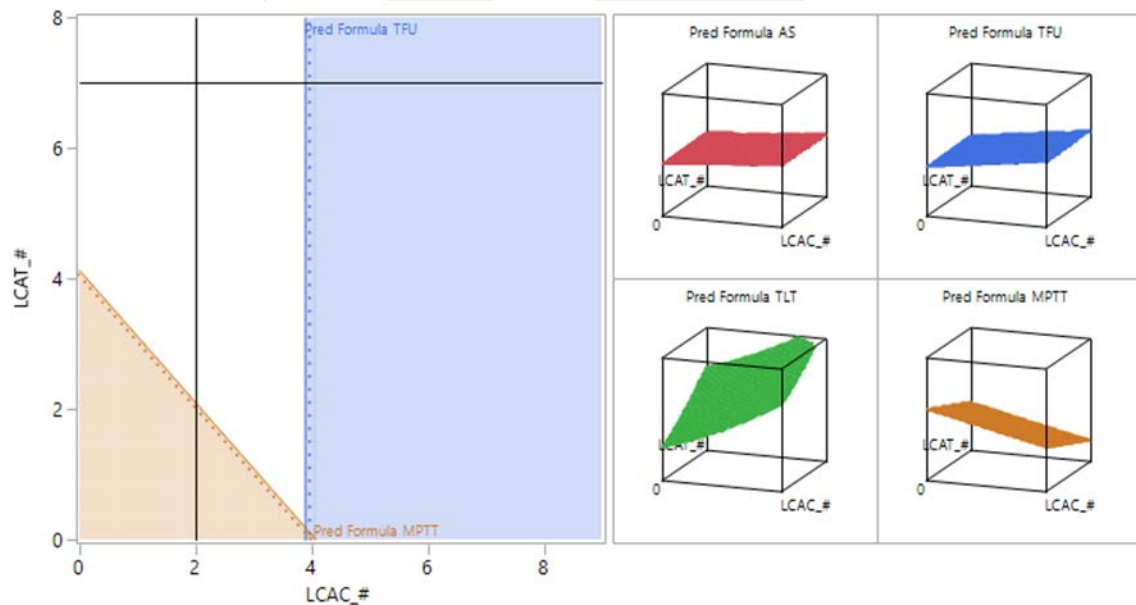 8
6
4
2
0
LCAT_#
Pred Formula TFU
Pred Formula MPTT
0 2 4 6 8
LCAC_#
Pred Formula AS
LCAT_#
0
LCAC_#
Pred Formula TFU
LCAT_#
0
LCAC_#
Pred Formula TLT
LCAT_#
0
LCAC_#
Pred Formula MPTT
LCAT_#
0
LCAC_#